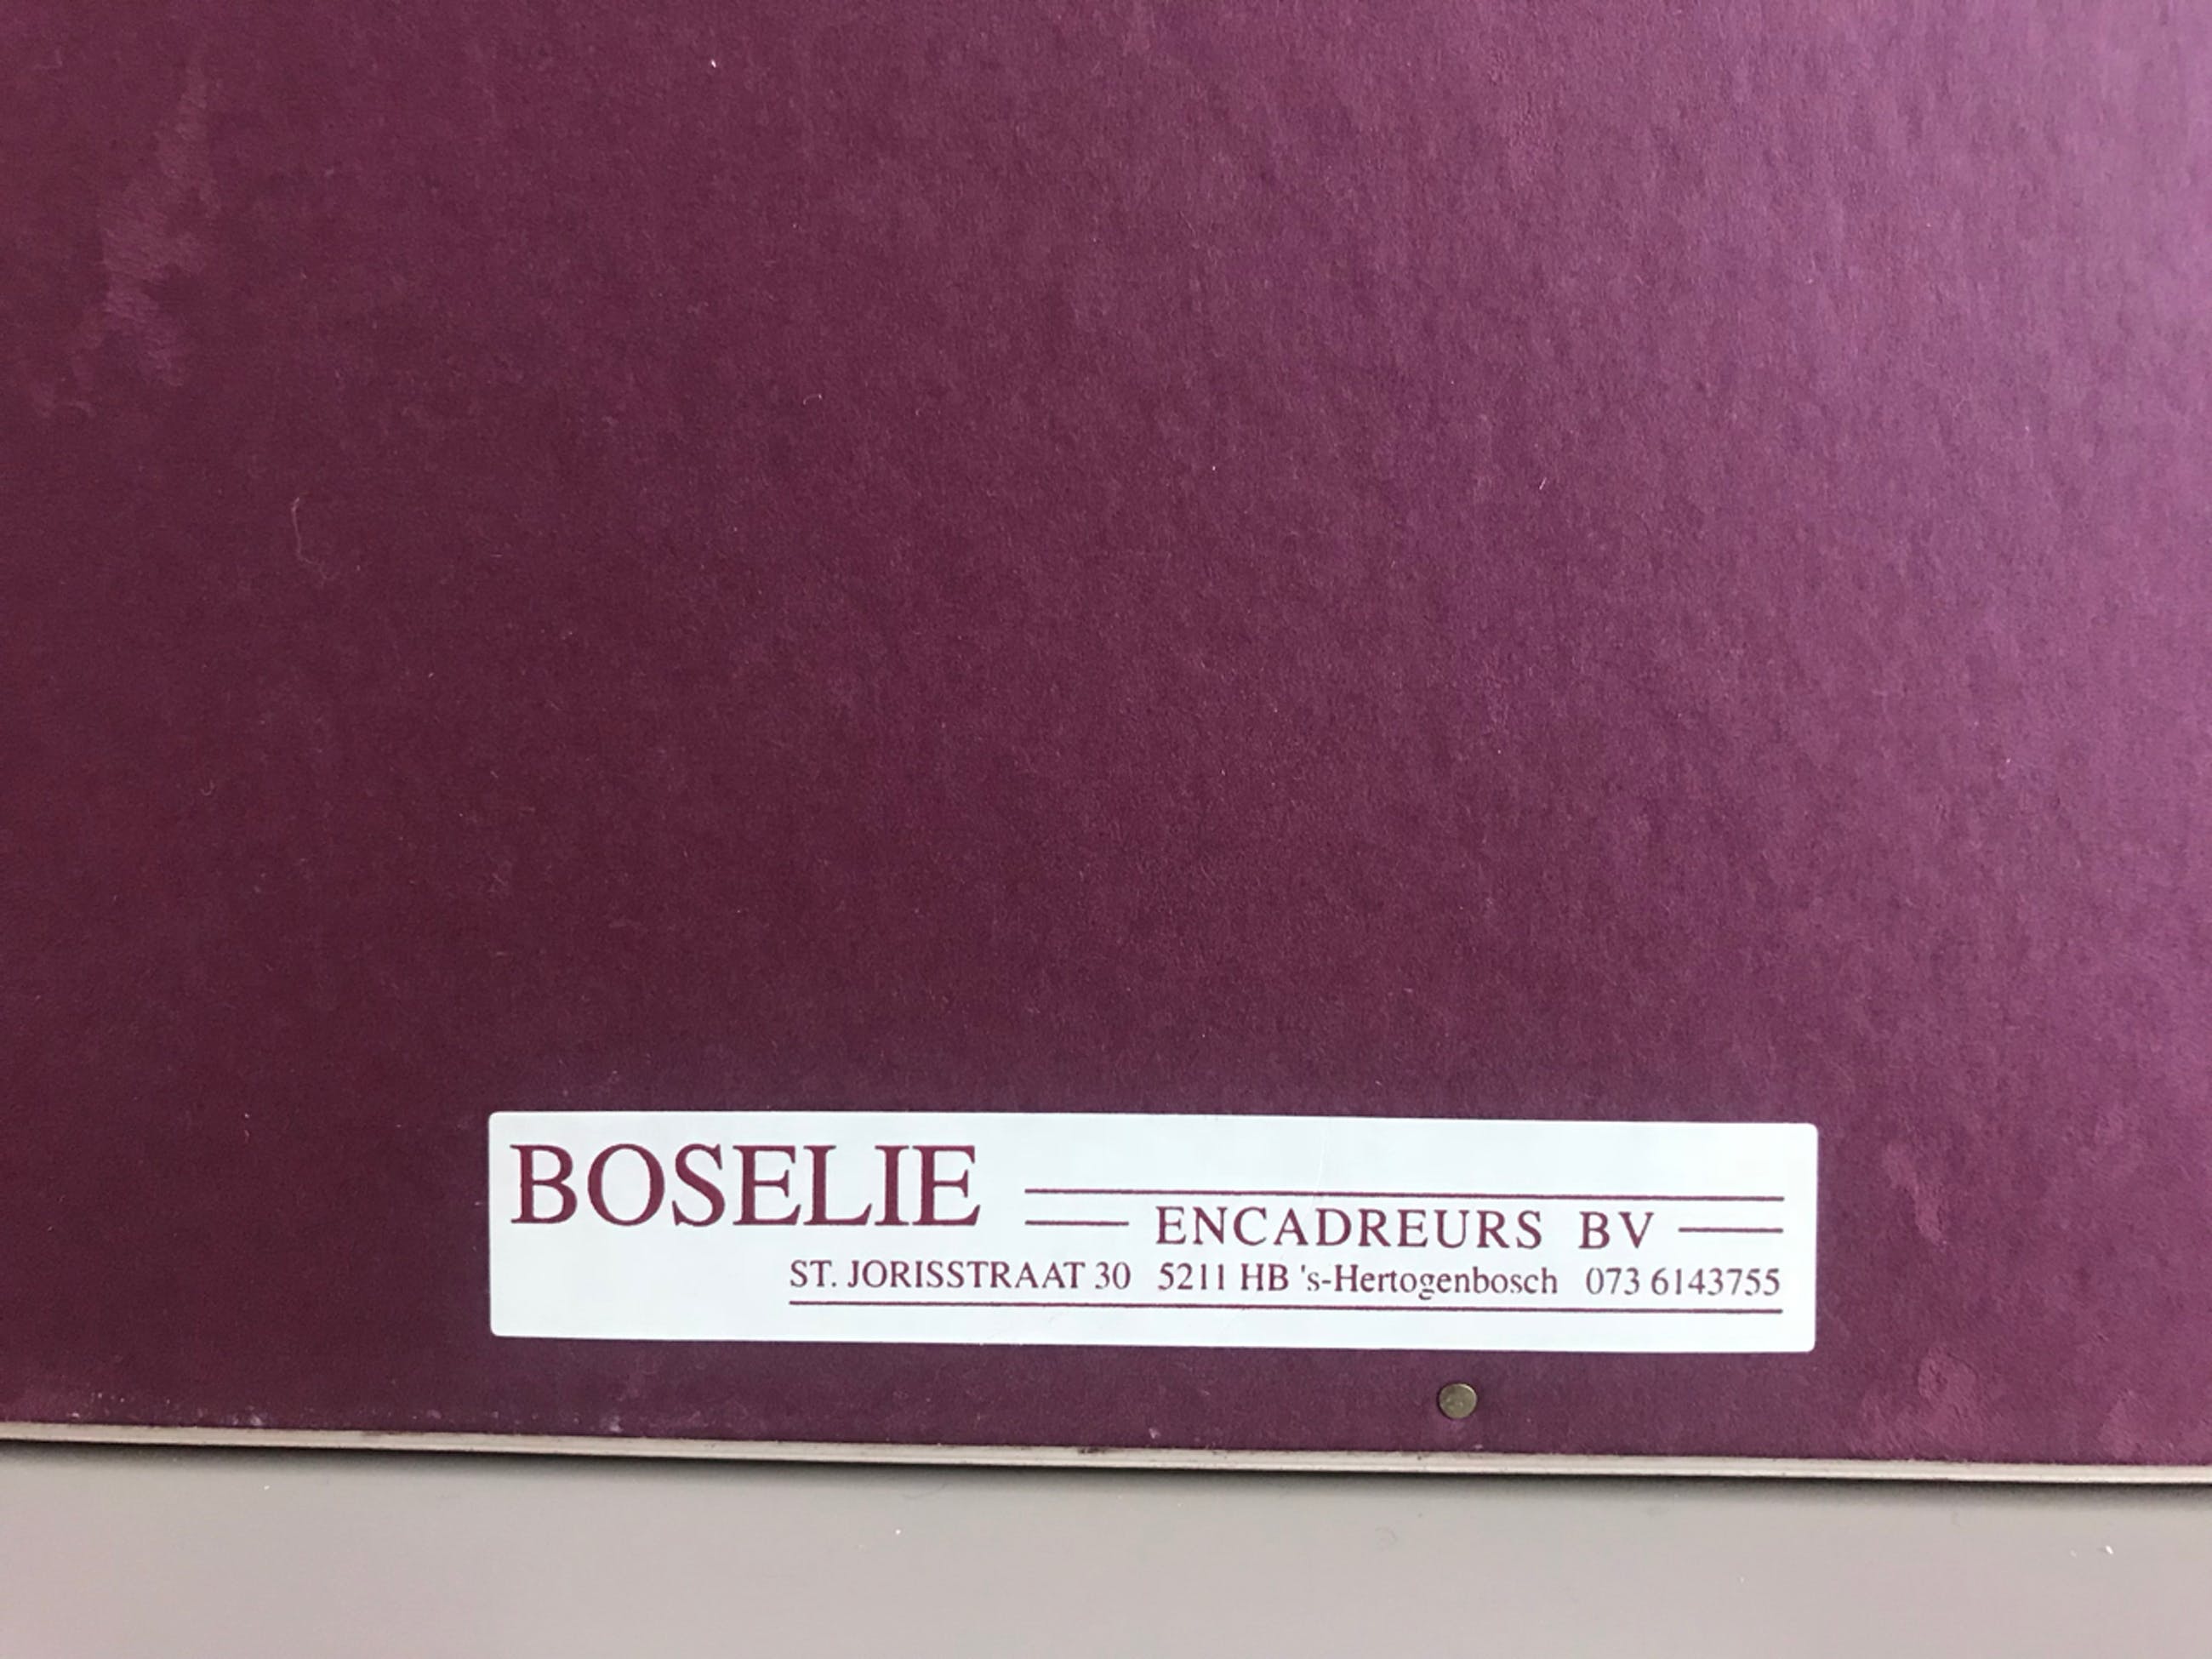 BOSELIE
ENCADREURS BV
ST. JORISSTRAAT 30 5211 HB 's-Hertogenbosch 073 6143755